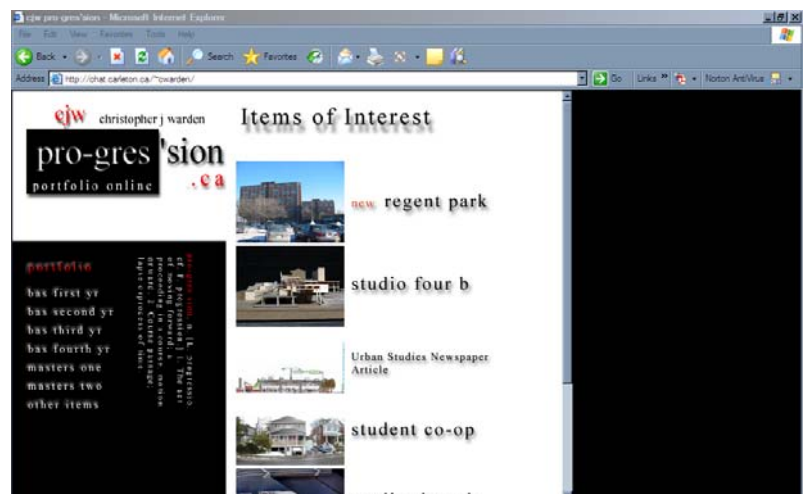 cjw pro-gres'sion - Microsoft Internet Explorer
File Edit View Favorites Tools Help
Back Search Favorites
Address http://chat.carleton.ca/~cwarden/ Go Links » Norton AntiVirus
cjw christopher j warden
pro-gres'sion
portfolio online
.ca
Items of Interest
new regent park
studio four b
Urban Studies Newspaper
Article
student co-op
portfolio
bas first yr
bas second yr
bas third yr
bas fourth yr
masters one
masters two
other items